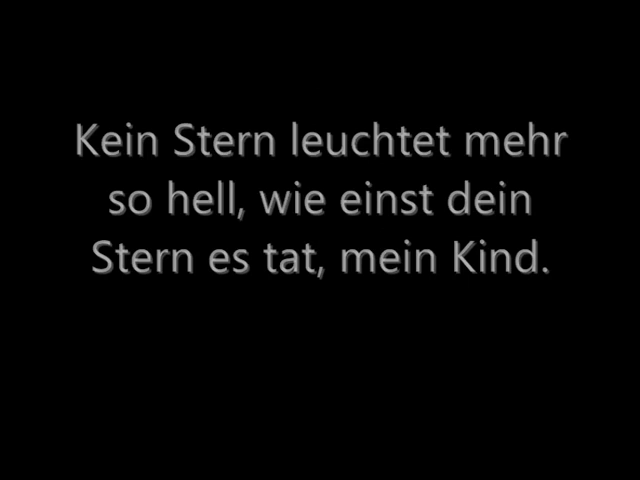 Kein Stern leuchtet mehr
so hell, wie einst dein
Stern es tat, mein Kind.